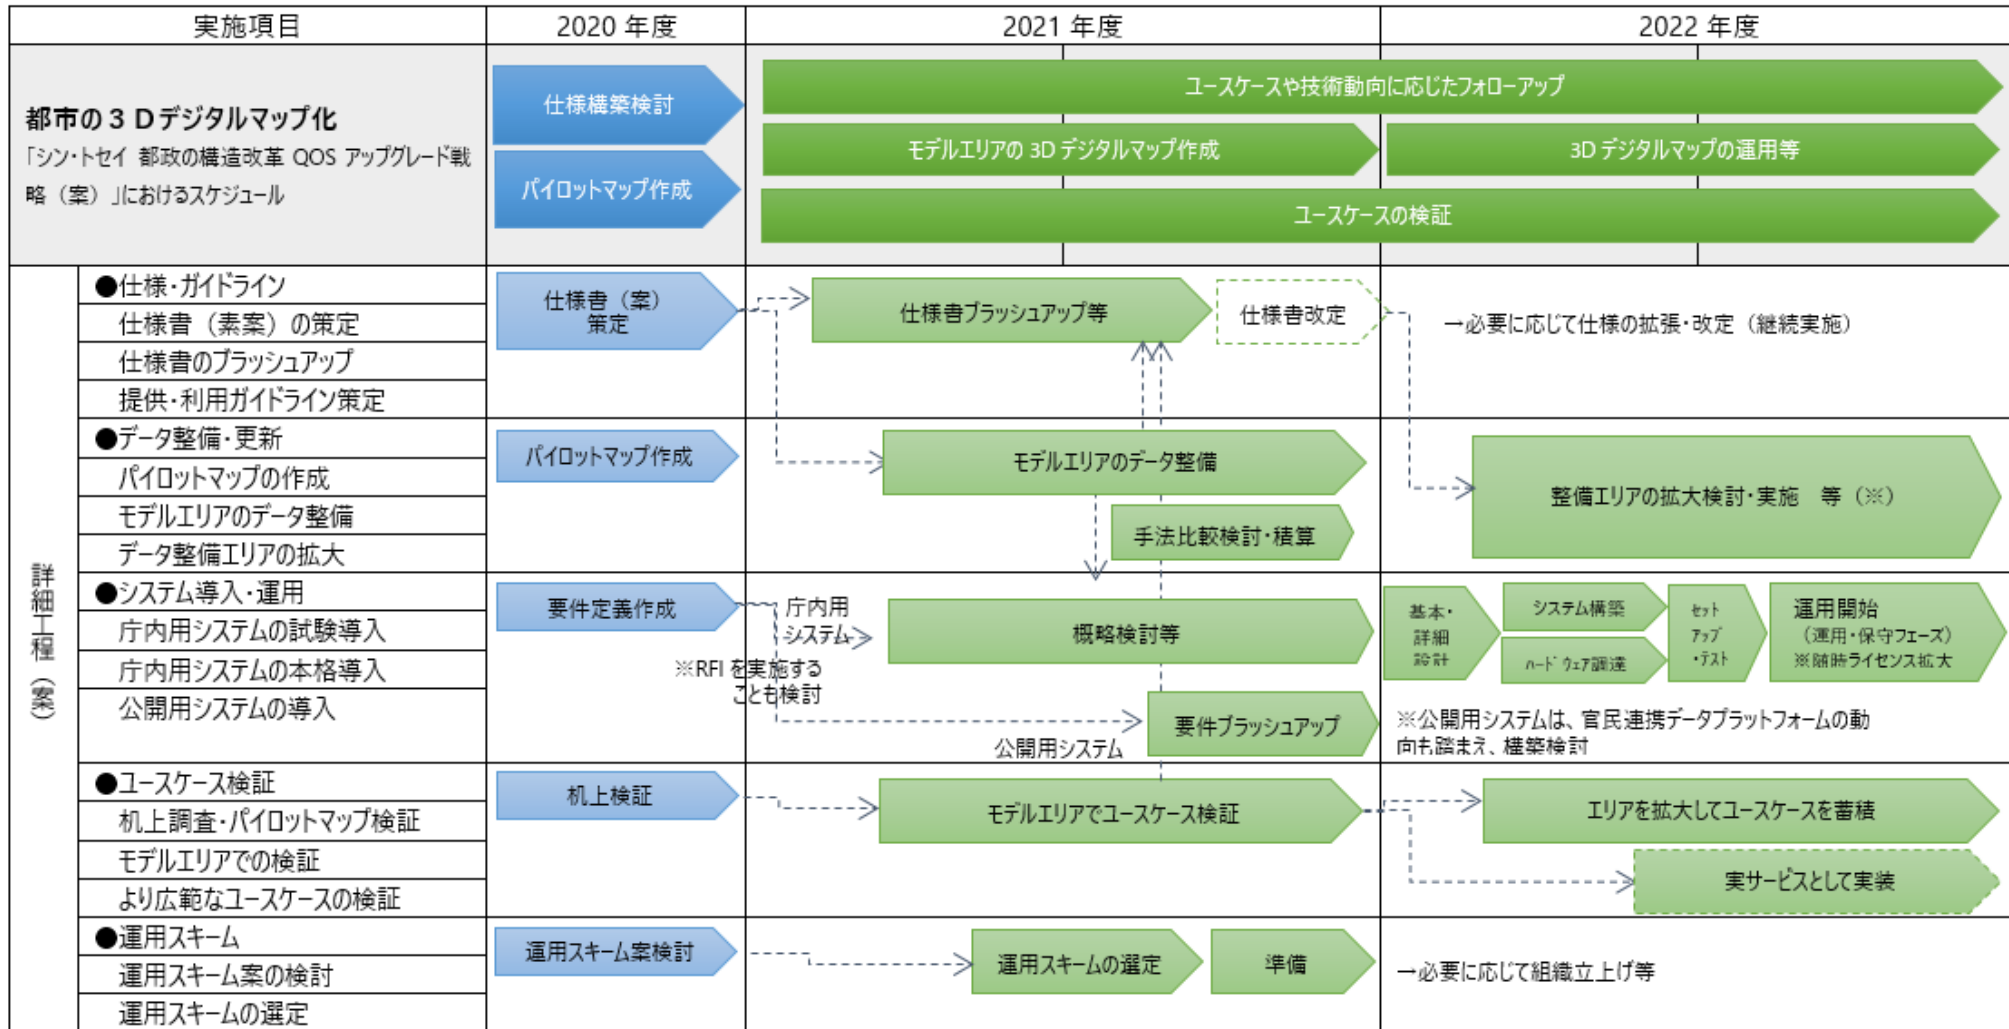 実施項目
2020 年度
2021 年度
2022 年度
都市の３Ｄデジタルマップ化
「シン・トセイ 都政の構造改革 QOS アップグレード戦
略（案）」におけるスケジュール
仕様構築検討
パイロットマップ作成
ユースケースや技術動向に応じたフォローアップ
モデルエリアの 3D デジタルマップ作成
3D デジタルマップの運用等
ユースケースの検証
詳細工程（案）
●仕様・ガイドライン
仕様書（素案）の策定
仕様書のブラッシュアップ
提供・利用ガイドライン策定
仕様書（案）
策定
仕様書ブラッシュアップ等
仕様書改定
→必要に応じて仕様の拡張・改定（継続実施）
●データ整備・更新
パイロットマップの作成
モデルエリアのデータ整備
データ整備エリアの拡大
パイロットマップ作成
モデルエリアのデータ整備
手法比較検討・積算
整備エリアの拡大検討・実施　等（※）
●システム導入・運用
庁内用システムの試験導入
庁内用システムの本格導入
公開用システムの導入
要件定義作成
庁内用
システム
※RFI を実施する
ことも検討
概略検討等
公開用システム
要件ブラッシュアップ
基本・
詳細
設計
システム構築
ハードウェア調達
セット
アップ
・テスト
運用開始
（運用・保守フェーズ）
※随時ライセンス拡大
※公開用システムは、官民連携データプラットフォームの動
向も踏まえ、構築検討
●ユースケース検証
机上調査・パイロットマップ検証
モデルエリアでの検証
より広範なユースケースの検証
机上検証
モデルエリアでユースケース検証
エリアを拡大してユースケースを蓄積
実サービスとして実装
●運用スキーム
運用スキーム案の検討
運用スキームの選定
運用スキーム案検討
運用スキームの選定
準備
→必要に応じて組織立上げ等